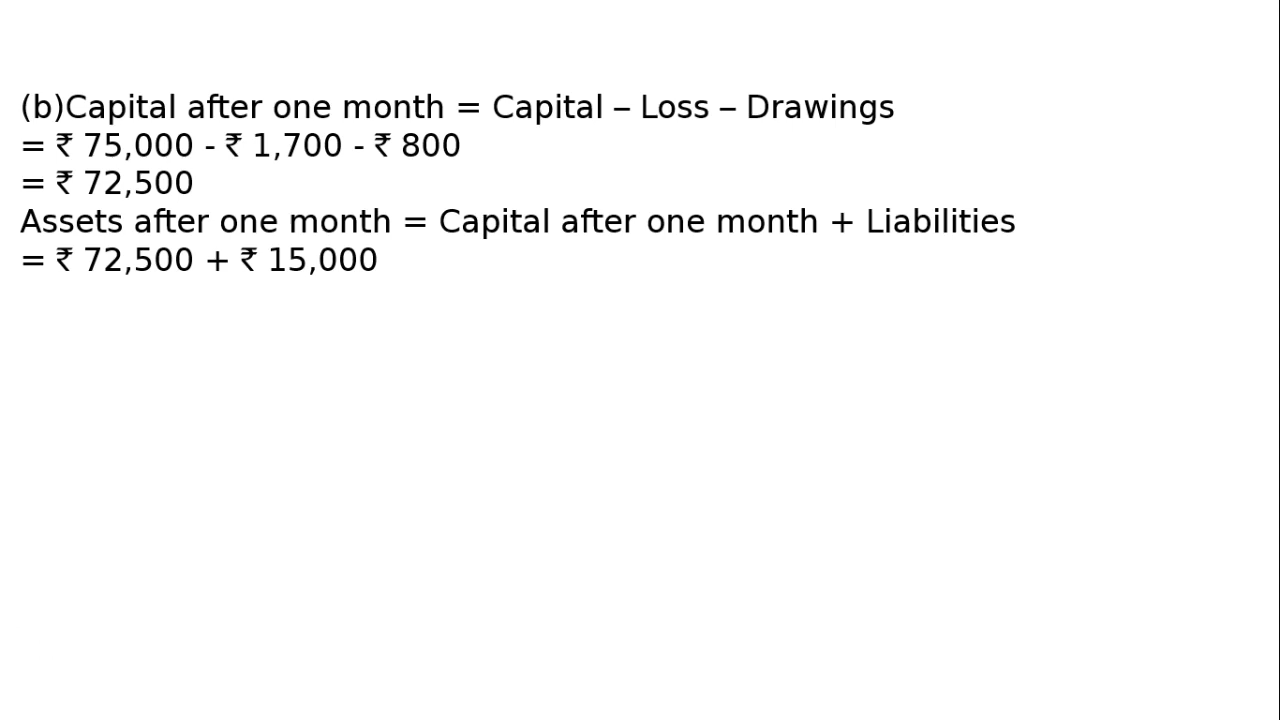 (b)Capital after one month = Capital – Loss – Drawings
= ₹ 75,000 - ₹ 1,700 - ₹ 800
= ₹ 72,500
Assets after one month = Capital after one month + Liabilities
= ₹ 72,500 + ₹ 15,000